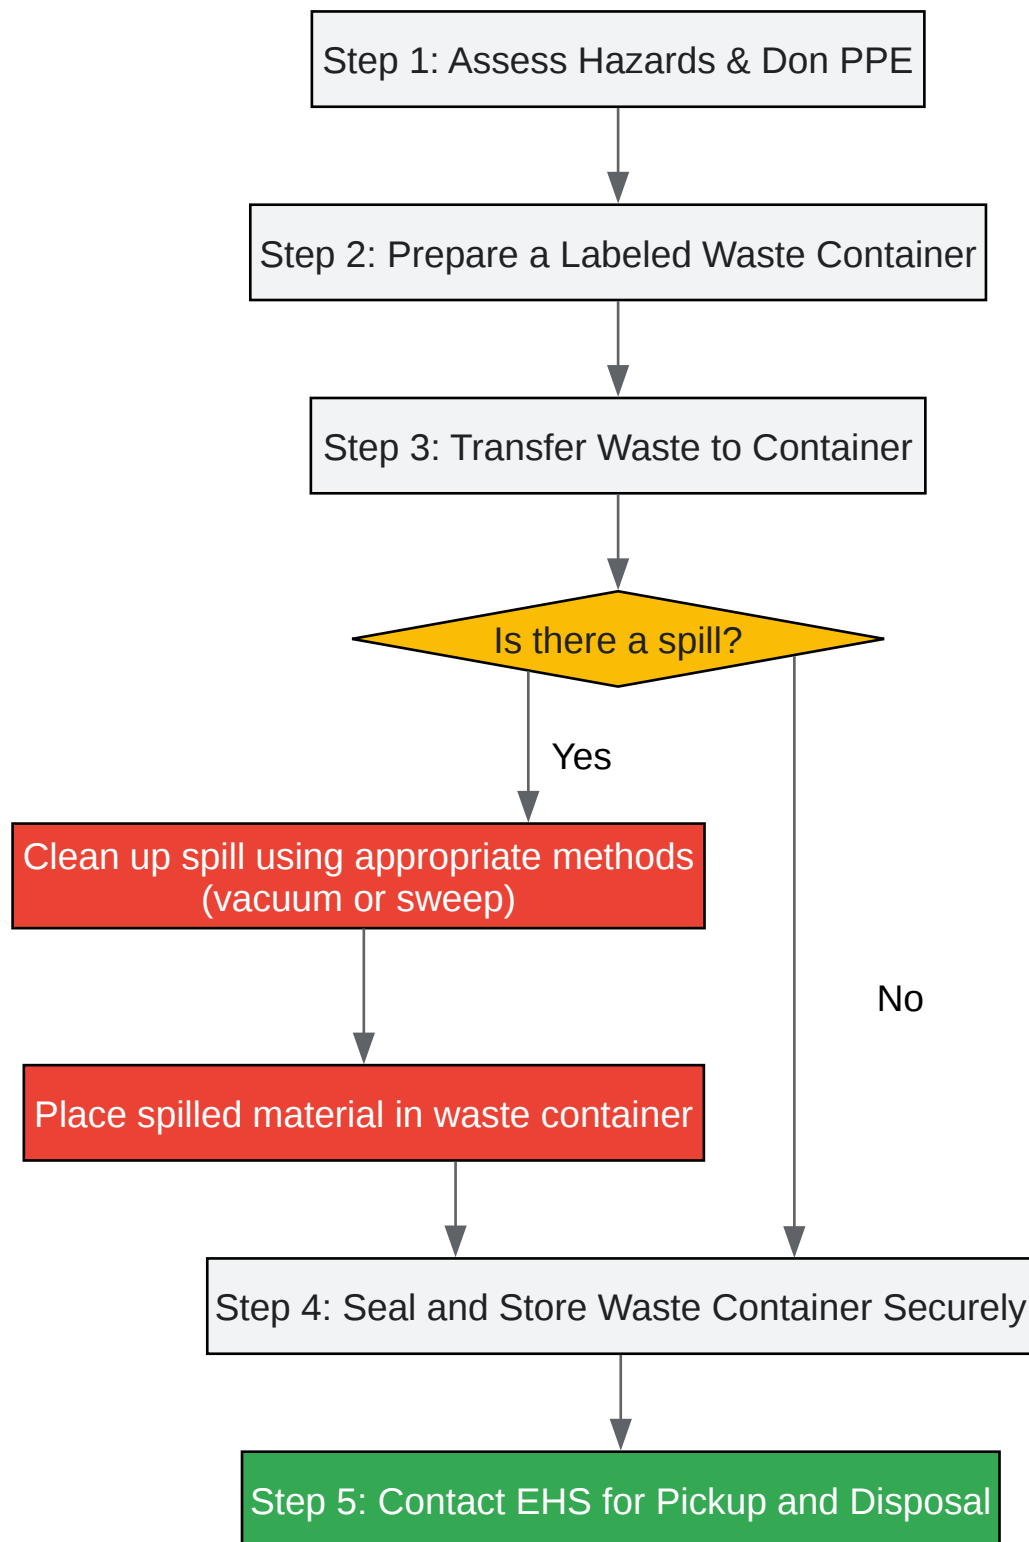 Step 1: Assess Hazards & Don PPE
Step 2: Prepare a Labeled Waste Container
Step 3: Transfer Waste to Container
Is there a spill?
Yes
Clean up spill using appropriate methods
(vacuum or sweep)
No
Place spilled material in waste container
Step 4: Seal and Store Waste Container Securely
Step 5: Contact EHS for Pickup and Disposal